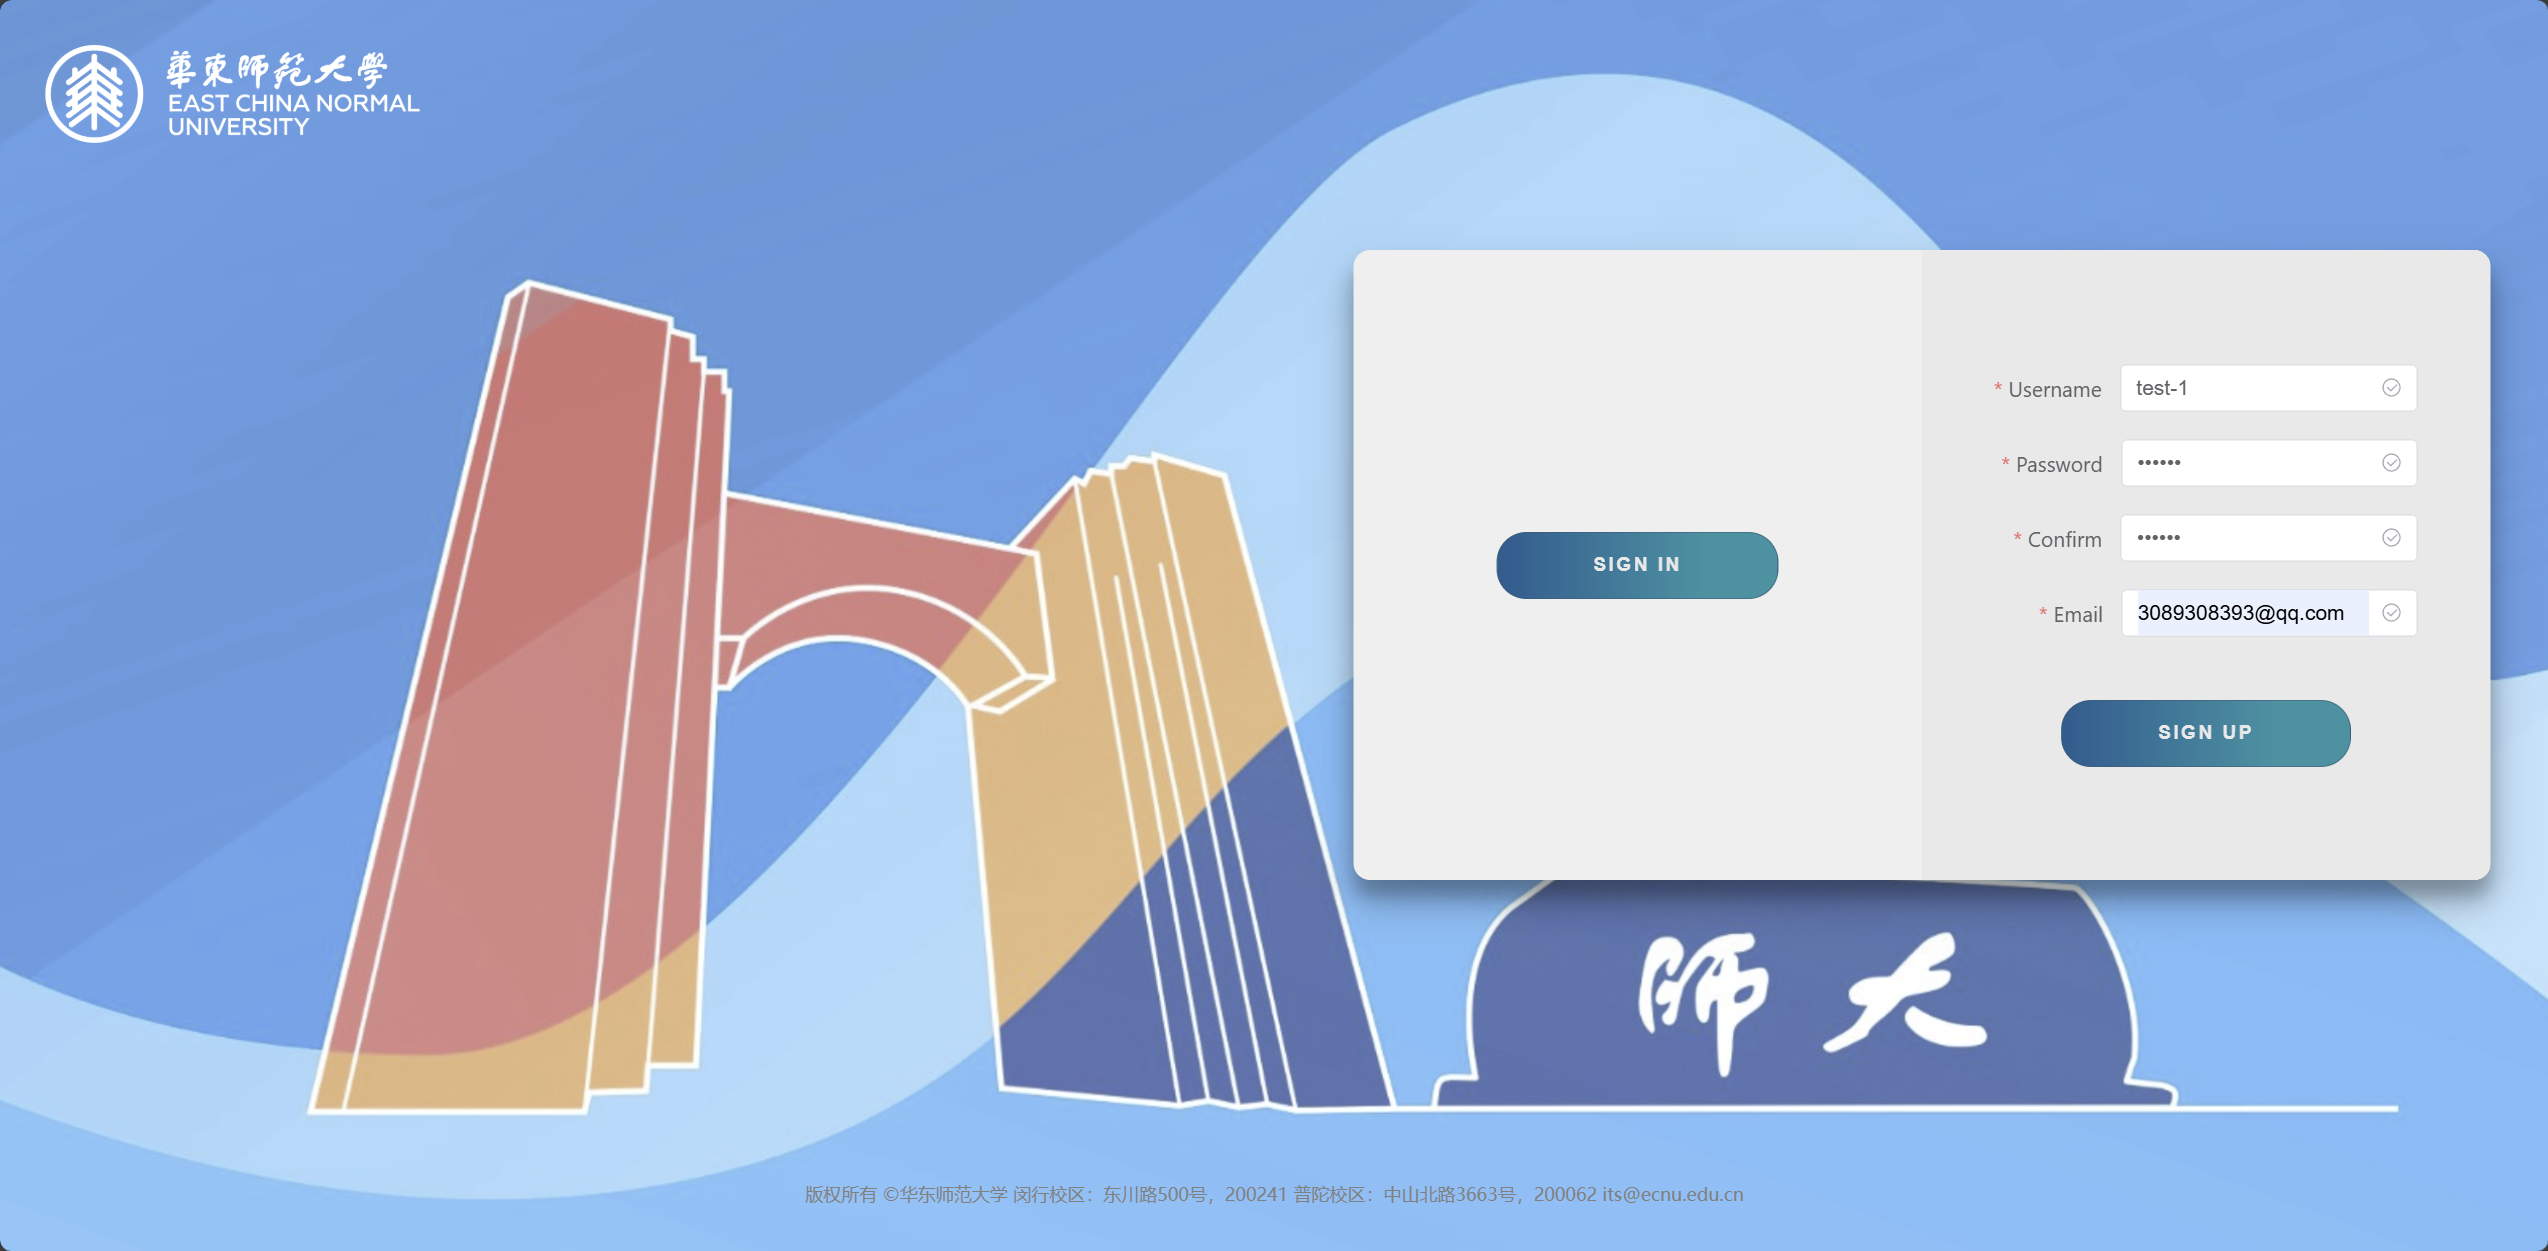 華東師範大學
EAST CHINA NORMAL
UNIVERSITY
* Username test-1
* Password ••••••
SIGN IN
* Confirm ••••••
* Email 3089308393@qq.com
SIGN UP
师大
版权所有 ©华东师范大学 闵行校区：东川路500号，200241 普陀校区：中山北路3663号，200062 its@ecnu.edu.cn